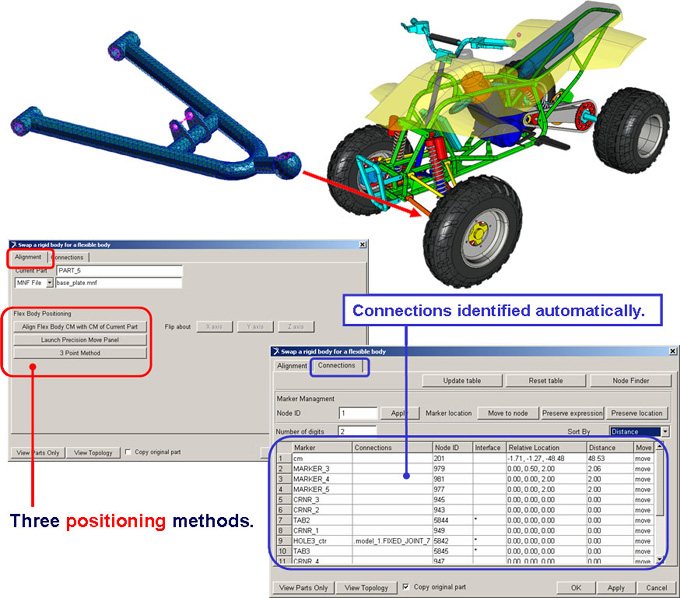 Swap a rigid body for a flexible body
Alignment Connections
Current Part PART_5
MNF File base_plate.mnf
Flex Body Positioning
Align Flex Body CM with CM of Current Part Flip about X axis Y axis Z axis
Launch Precision Move Panel
3 Point Method
View Parts Only View Topology Copy original part
Three positioning methods.
Connections identified automatically.
Swap a rigid body for a flexible body
Alignment Connections
Update table Reset table Node Finder
Marker Managment
Node ID 1 Apply Marker location Move to node Preserve expression Preserve location
Number of digits 2 Sort By Distance
Marker Connections Node ID Interface Relative Location Distance Move
1 cm 201 -1.71, -1.27, -48.48 48.53 move
2 MARKER_3 979 0.00, 0.50, 2.00 2.06 move
3 MARKER_4 981 0.00, 0.00, 2.00 2.00 move
4 MARKER_5 977 0.00, 0.00, 2.00 2.00 move
5 CRNR_3 945 0.00, 0.00, 0.00 0.00 move
6 CRNR_2 943 0.00, 0.00, 0.00 0.00 move
7 TAB2 5844 * 0.00, 0.00, 0.00 0.00 move
8 CRNR_1 949 0.00, 0.00, 0.00 0.00 move
9 HOLE3_ctr .model_1.FIXED_JOINT_7 5842 * 0.00, 0.00, 0.00 0.00 move
10 TAB3 5845 * 0.00, 0.00, 0.00 0.00 move
11 CRNR_4 947 0.00, 0.00, 0.00 0.00 move
View Parts Only View Topology Copy original part OK Apply Cancel